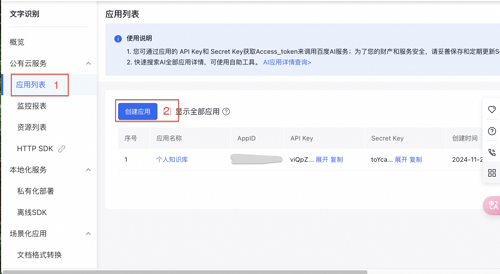 文字识别
概览
公有云服务
应用列表 1
监控报表
资源列表
HTTP SDK
本地化服务
私有化部署
离线SDK
场景化应用
文档格式转换
应用列表
使用说明
1. 您可通过应用的 API Key和 Secret Key获取Access_token来调用百度AI服务；为了您的财产和服务安全，请妥善保存和定期更新S
2. 快速搜索AI全部应用详情，可使用自助工具。 AI应用详情查询>
创建应用 2 显示全部应用
序号 应用名称 AppID API Key Secret Key 创建时间
1 个人知识库 viQpZ... 展开 复制 toYca... 展开 复制 2024-11-2